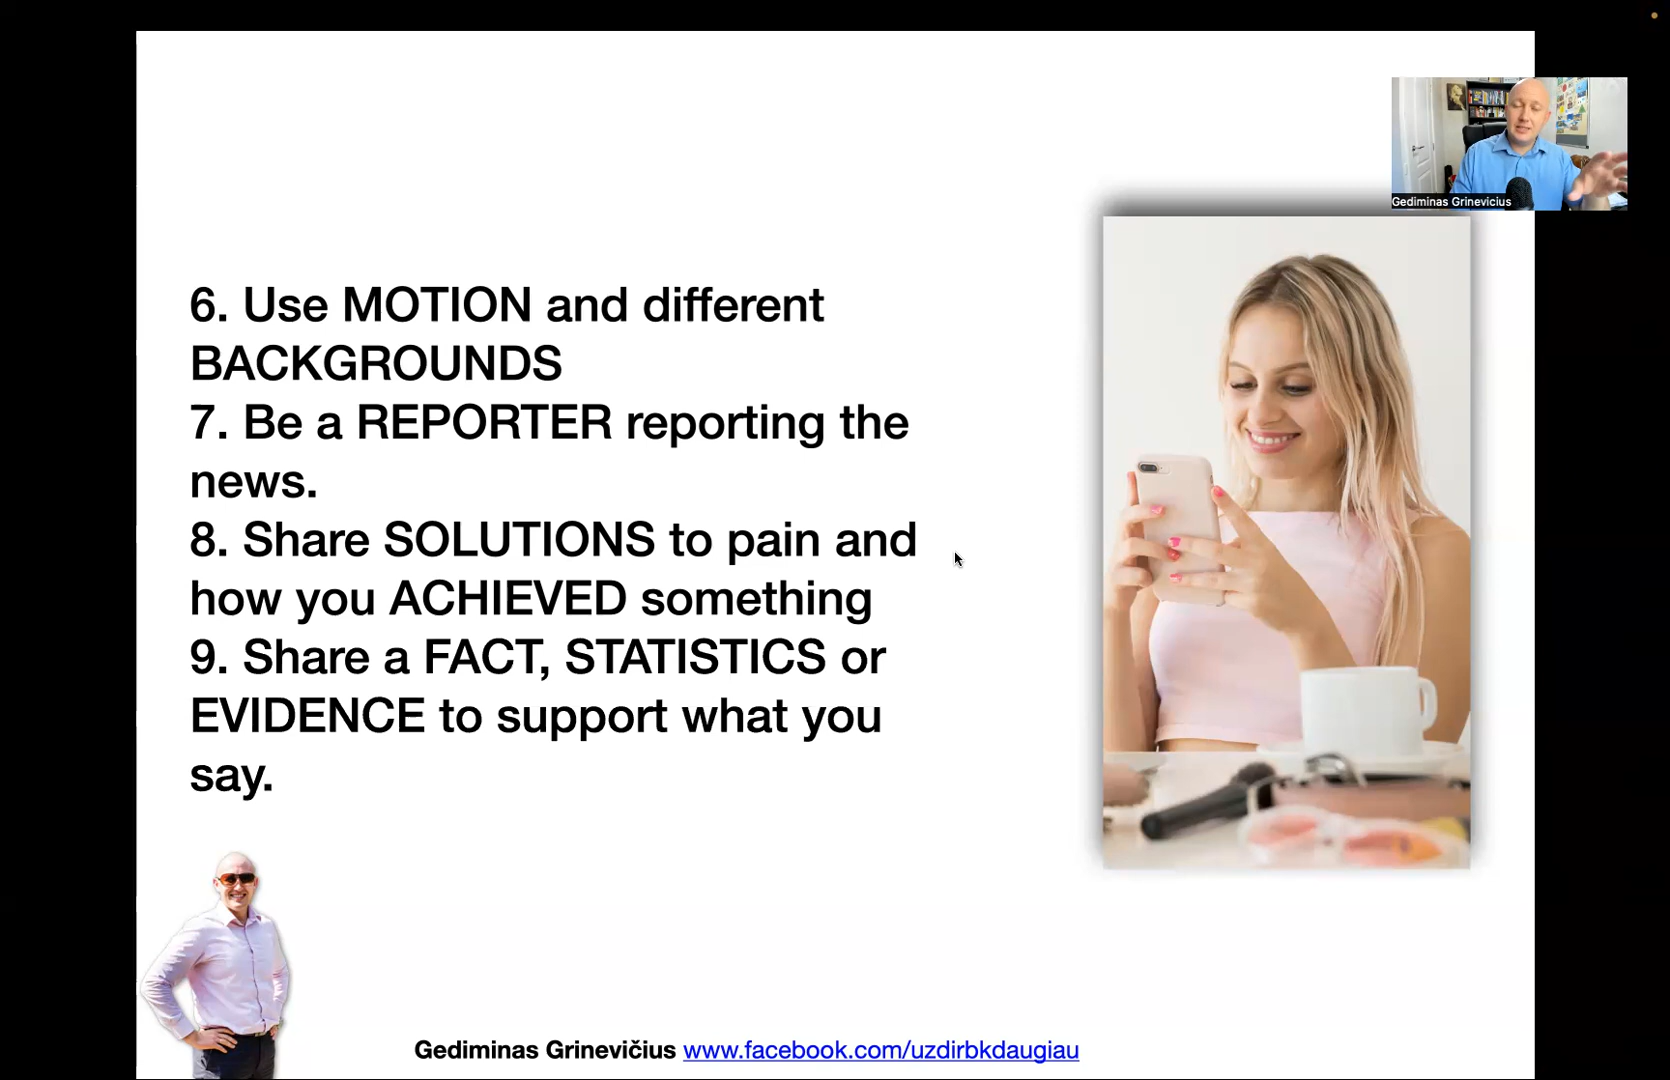 Gediminas Grinevicius
6. Use MOTION and different
BACKGROUNDS
7. Be a REPORTER reporting the
news.
8. Share SOLUTIONS to pain and
how you ACHIEVED something
9. Share a FACT, STATISTICS or
EVIDENCE to support what you
say.
Gediminas Grinevičius www.facebook.com/uzdirbkdaugiau